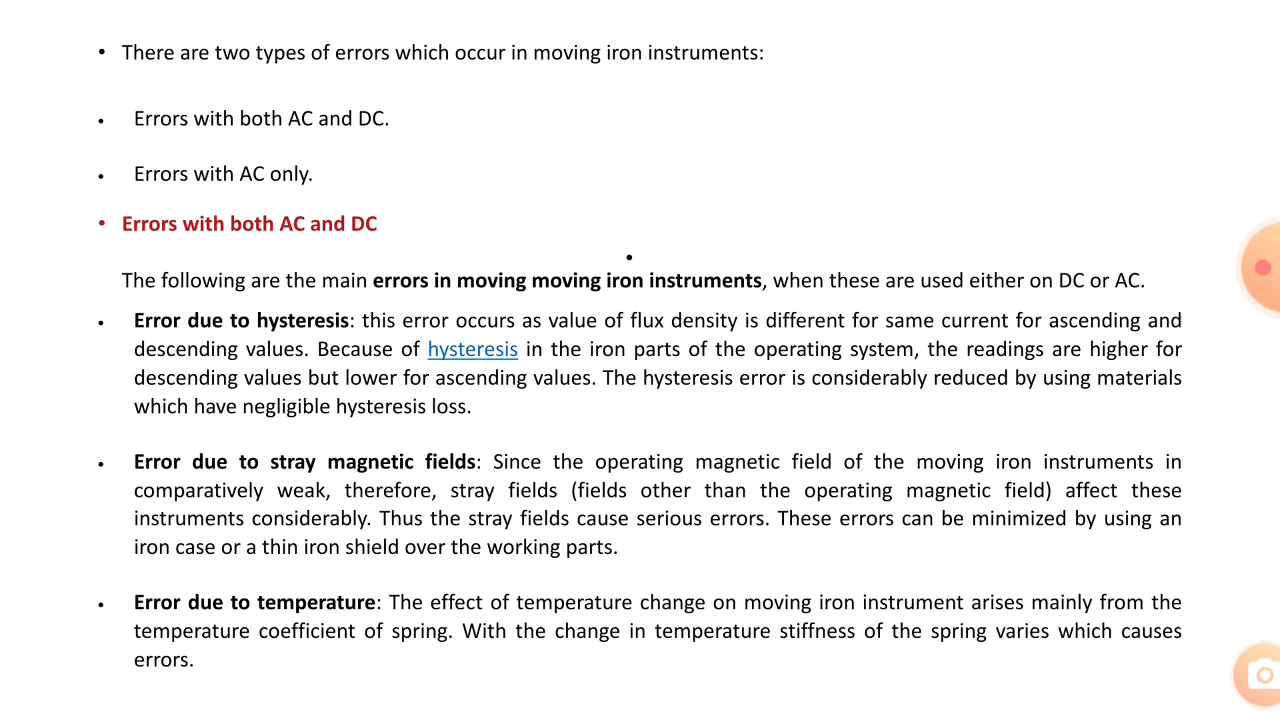 • There are two types of errors which occur in moving iron instruments:
• Errors with both AC and DC.
• Errors with AC only.
• Errors with both AC and DC
•
The following are the main errors in moving moving iron instruments, when these are used either on DC or AC.
• Error due to hysteresis: this error occurs as value of flux density is different for same current for ascending and
descending values. Because of hysteresis in the iron parts of the operating system, the readings are higher for
descending values but lower for ascending values. The hysteresis error is considerably reduced by using materials
which have negligible hysteresis loss.
• Error due to stray magnetic fields: Since the operating magnetic field of the moving iron instruments in
comparatively weak, therefore, stray fields (fields other than the operating magnetic field) affect these
instruments considerably. Thus the stray fields cause serious errors. These errors can be minimized by using an
iron case or a thin iron shield over the working parts.
• Error due to temperature: The effect of temperature change on moving iron instrument arises mainly from the
temperature coefficient of spring. With the change in temperature stiffness of the spring varies which causes
errors.